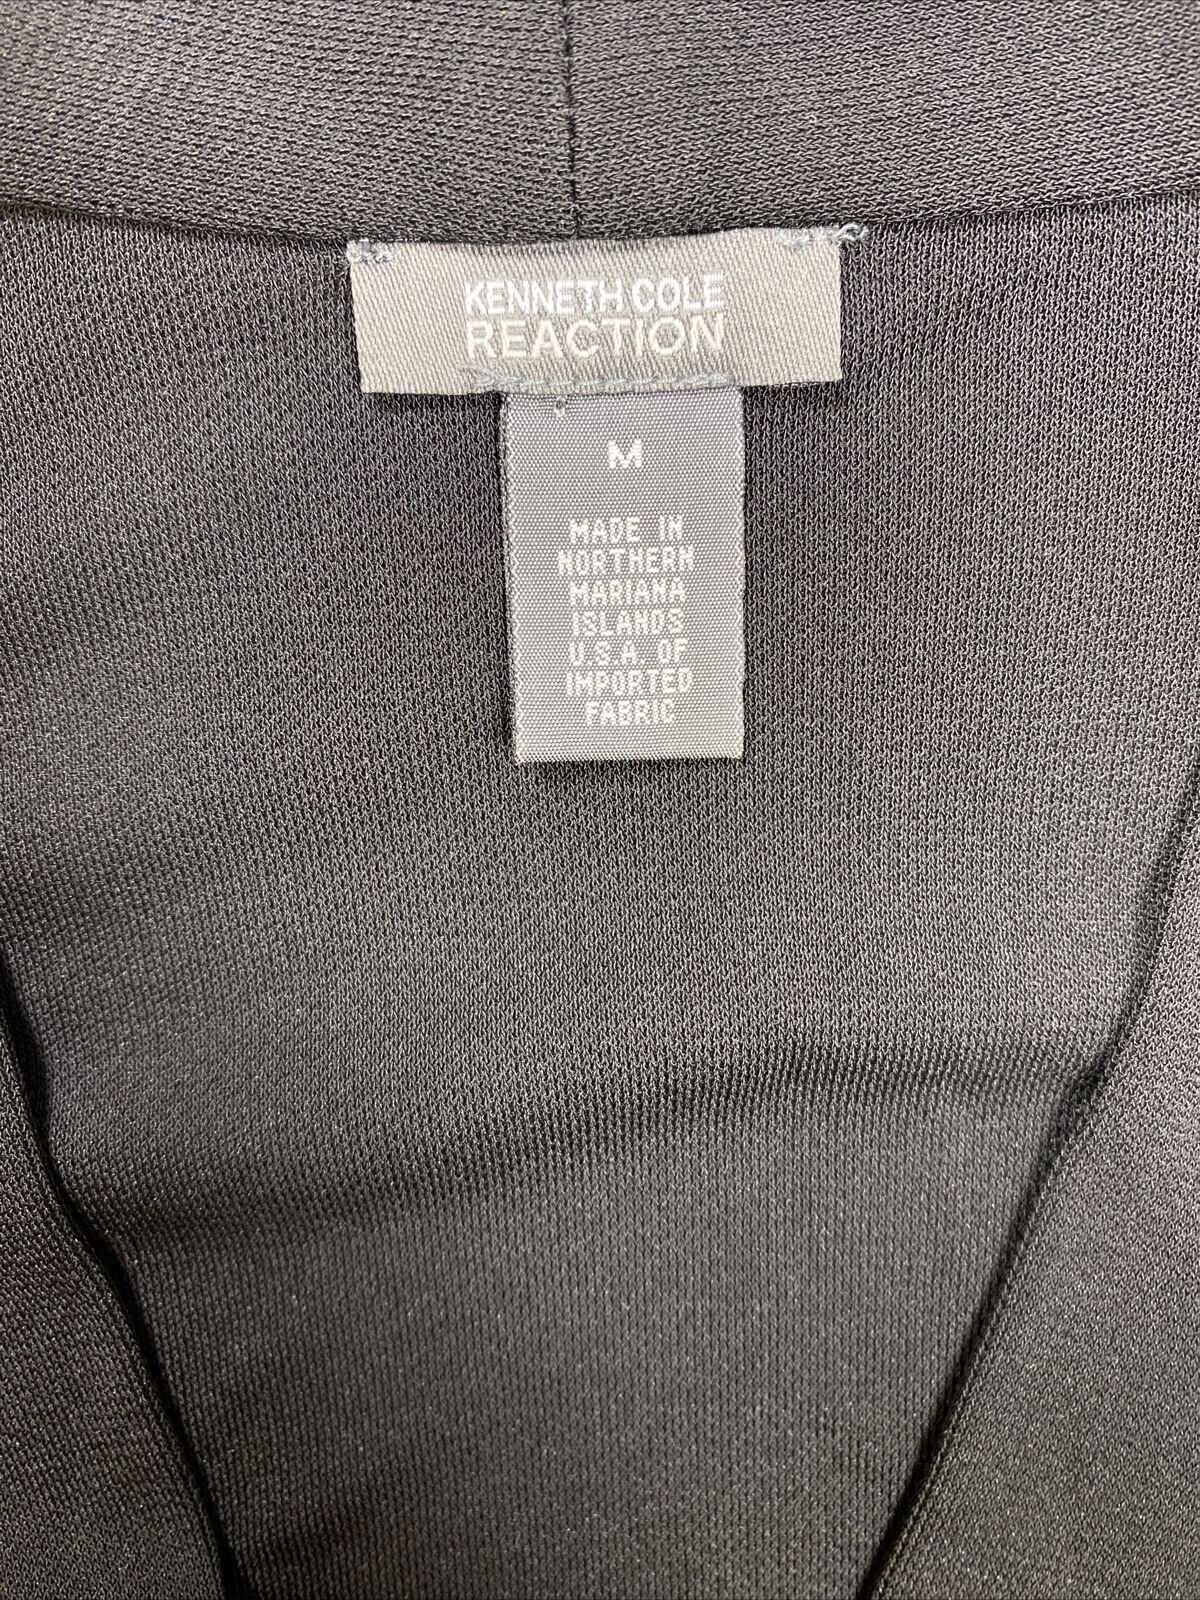 KENNETH COLE
REACTION
M
MADE IN
NORTHERN
MARIANA
ISLANDS
U.S.A. OF
IMPORTED
FABRIC